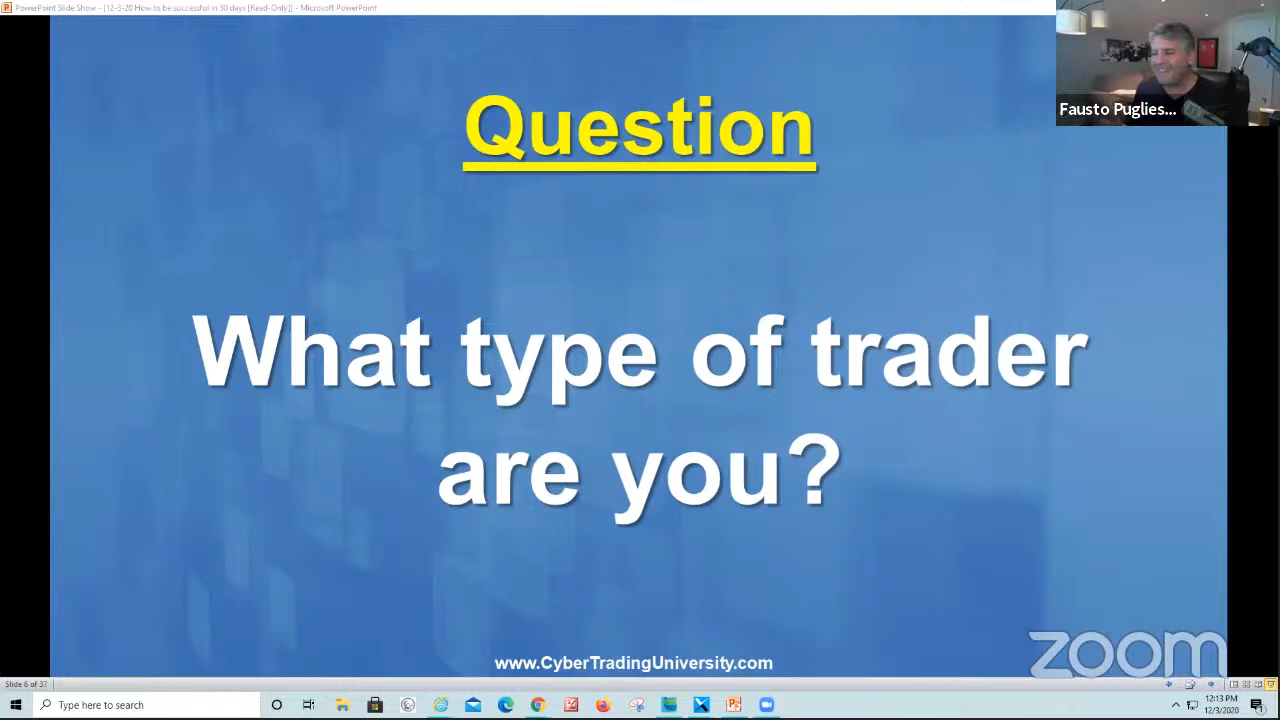 PowerPoint Slide Show - [12-3-20 How to be successful in 30 days [Read-Only]] - Microsoft PowerPoint
Fausto Puglies...
Question
What type of trader
are you?
www.CyberTradingUniversity.com
zoom
Slide 6 of 37
Type here to search
12:13 PM
12/3/2020